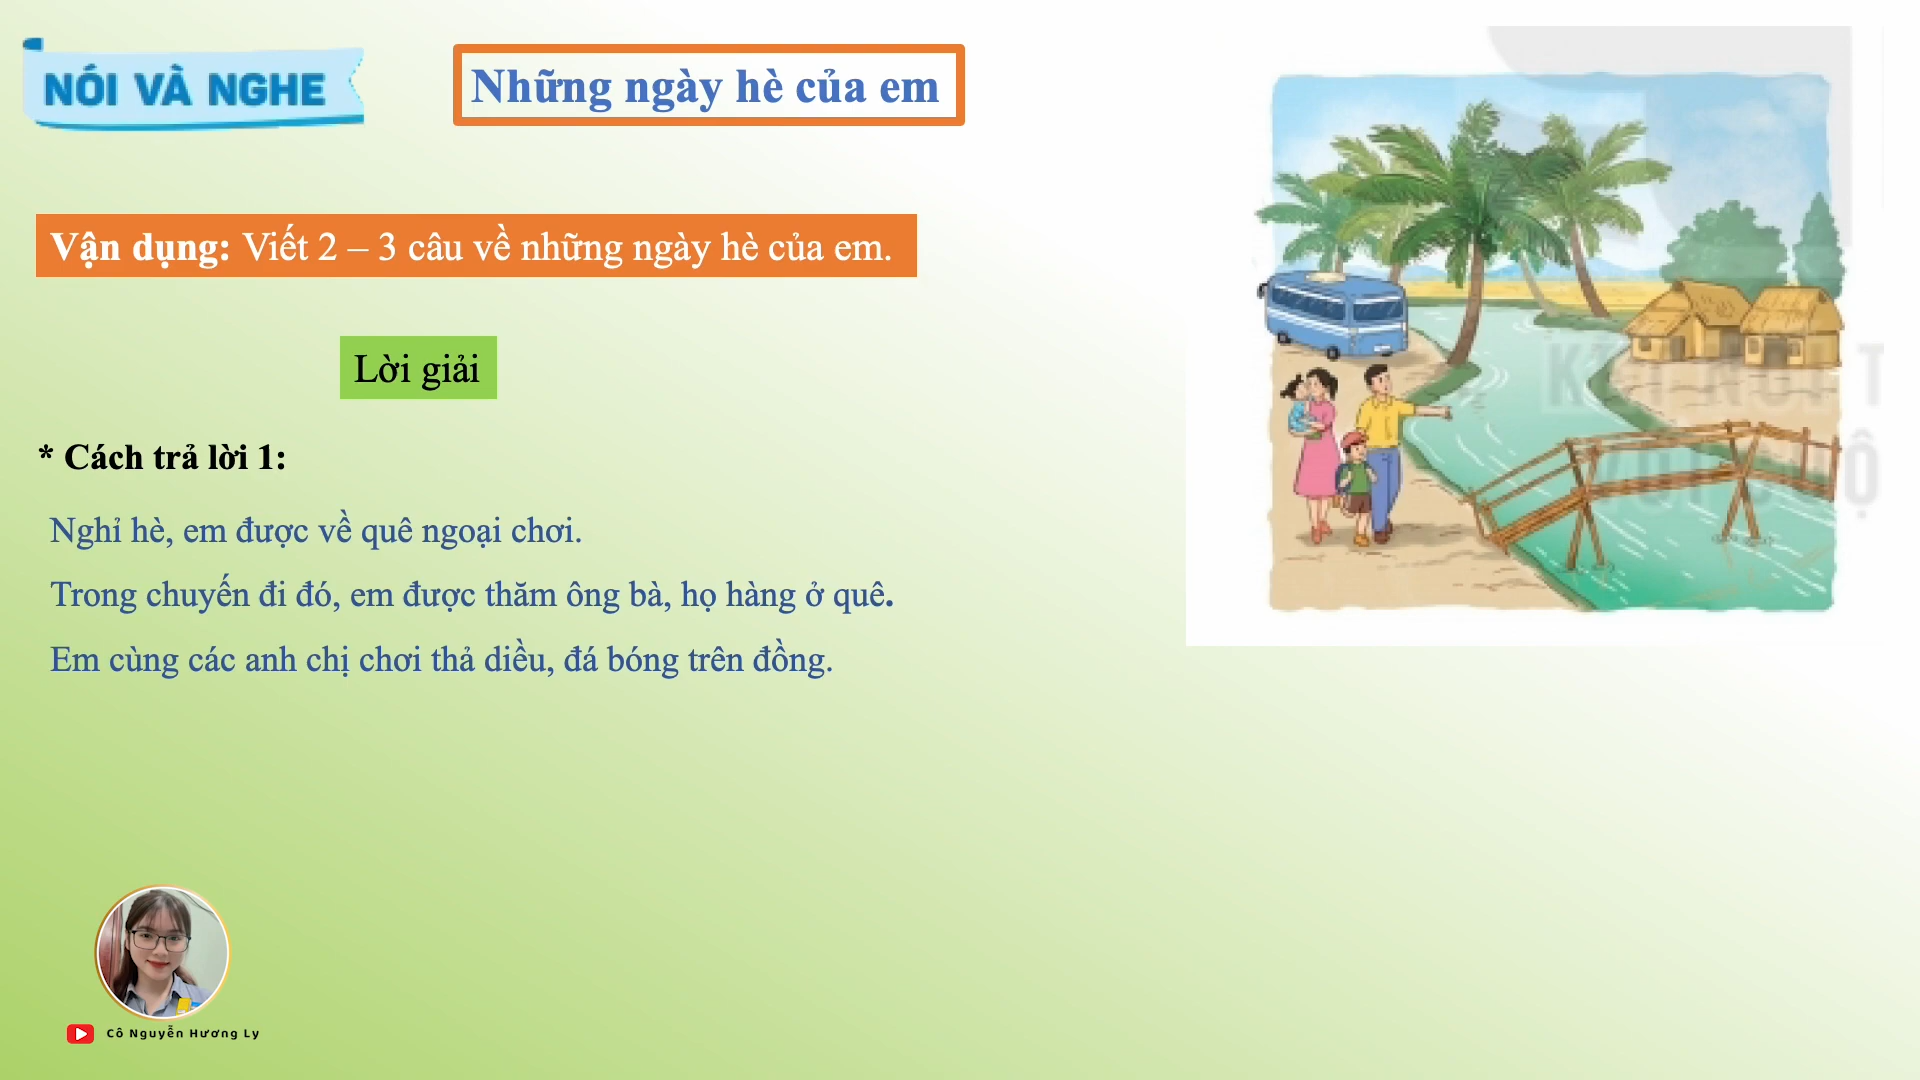 NÓI VÀ NGHE
Những ngày hè của em
Vận dụng: Viết 2 – 3 câu về những ngày hè của em.
Lời giải
* Cách trả lời 1:
Nghỉ hè, em được về quê ngoại chơi.
Trong chuyến đi đó, em được thăm ông bà, họ hàng ở quê.
Em cùng các anh chị chơi thả diều, đá bóng trên đồng.
Cô Nguyễn Hương Ly